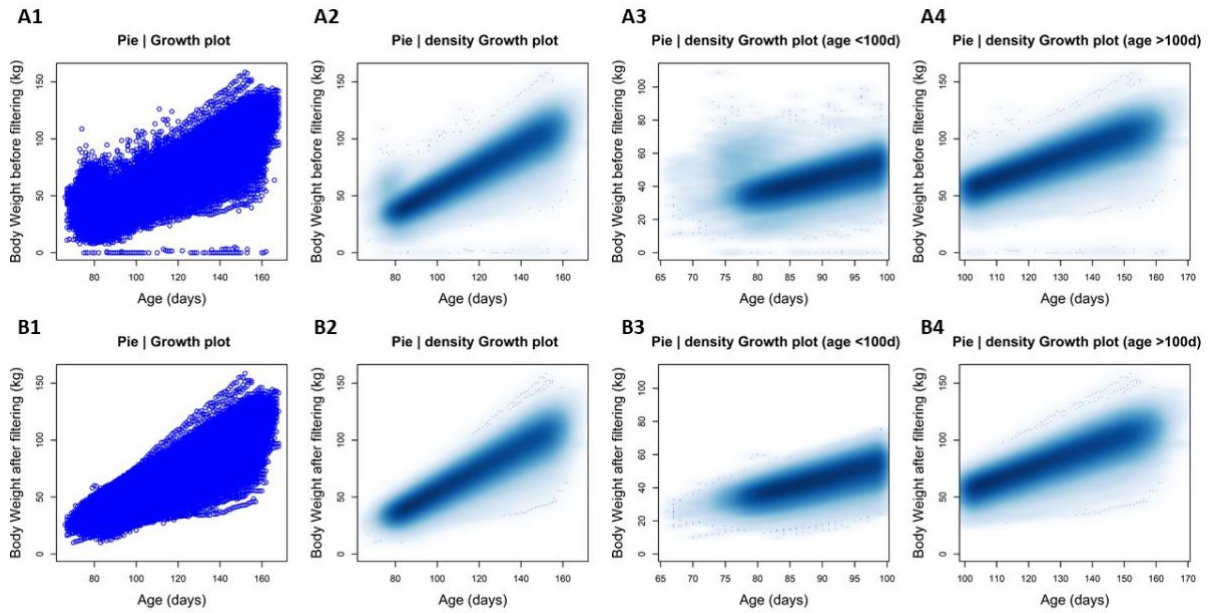 A1
Pie | Growth plot
Body Weight before filtering (kg)
0 50 100 150
80 100 120 140 160
Age (days)
A2
Pie | density Growth plot
Body Weight before filtering (kg)
0 50 100 150
80 100 120 140 160
Age (days)
A3
Pie | density Growth plot (age <100d)
Body Weight before filtering (kg)
0 20 40 60 80 100
65 70 75 80 85 90 95 100
Age (days)
A4
Pie | density Growth plot (age >100d)
Body Weight before filtering (kg)
0 50 100 150
100 110 120 130 140 150 160 170
Age (days)
B1
Pie | Growth plot
Body Weight after filtering (kg)
0 50 100 150
80 100 120 140 160
Age (days)
B2
Pie | density Growth plot
Body Weight after filtering (kg)
0 50 100 150
80 100 120 140 160
Age (days)
B3
Pie | density Growth plot (age <100d)
Body Weight after filtering (kg)
0 20 40 60 80 100
65 70 75 80 85 90 95 100
Age (days)
B4
Pie | density Growth plot (age >100d)
Body Weight after filtering (kg)
0 50 100 150
100 110 120 130 140 150 160 170
Age (days)